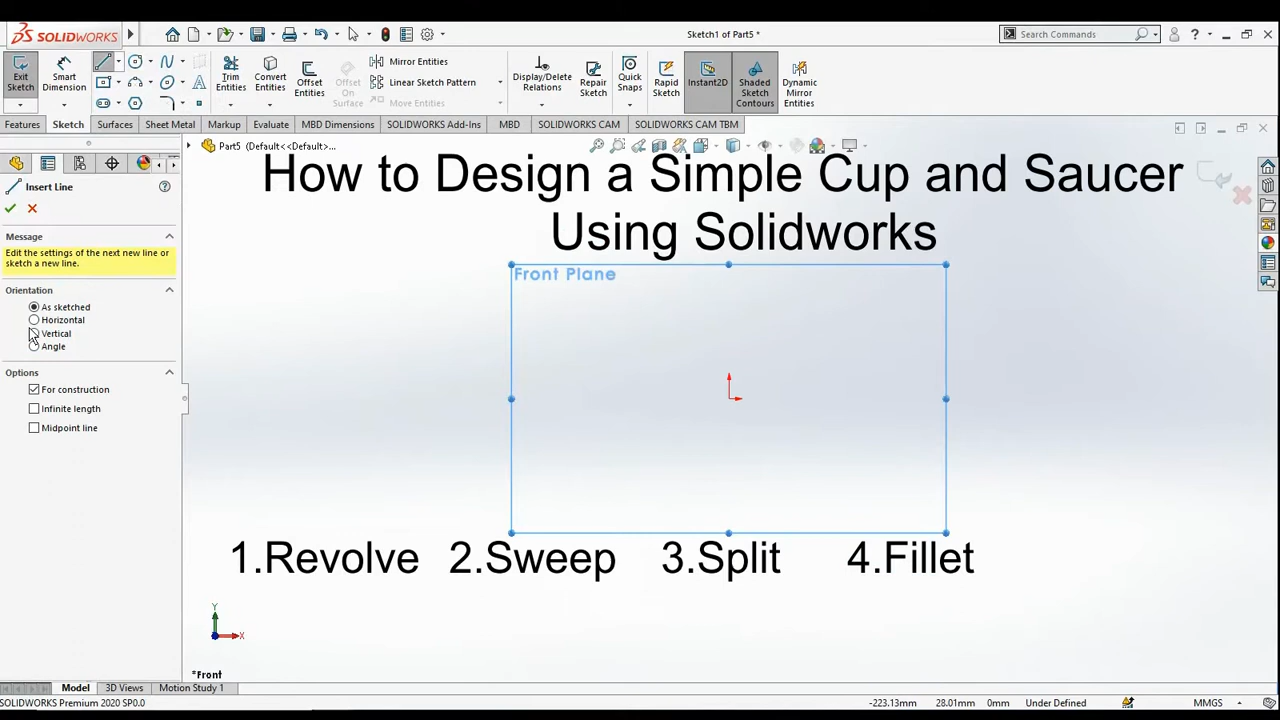 SOLIDWORKS
Sketch1 of Part5 *
Search Commands
Exit Sketch
Smart Dimension
Trim Entities
Convert Entities
Offset Entities
Offset On Surface
Mirror Entities
Linear Sketch Pattern
Move Entities
Display/Delete Relations
Repair Sketch
Quick Snaps
Rapid Sketch
Instant2D
Shaded Sketch Contours
Dynamic Mirror Entities
Features Sketch Surfaces Sheet Metal Markup Evaluate MBD Dimensions SOLIDWORKS Add-Ins MBD SOLIDWORKS CAM SOLIDWORKS CAM TBM
Part5 (Default<<Default>...
Insert Line
Message
Edit the settings of the next new line or
sketch a new line.
Orientation
As sketched
Horizontal
Vertical
Angle
Options
For construction
Infinite length
Midpoint line
How to Design a Simple Cup and Saucer
Using Solidworks
Front Plane
1.Revolve 2.Sweep 3.Split 4.Fillet
Y
X
*Front
Model 3D Views Motion Study 1
SOLIDWORKS Premium 2020 SP0.0
-223.13mm 28.01mm 0mm Under Defined MMGS